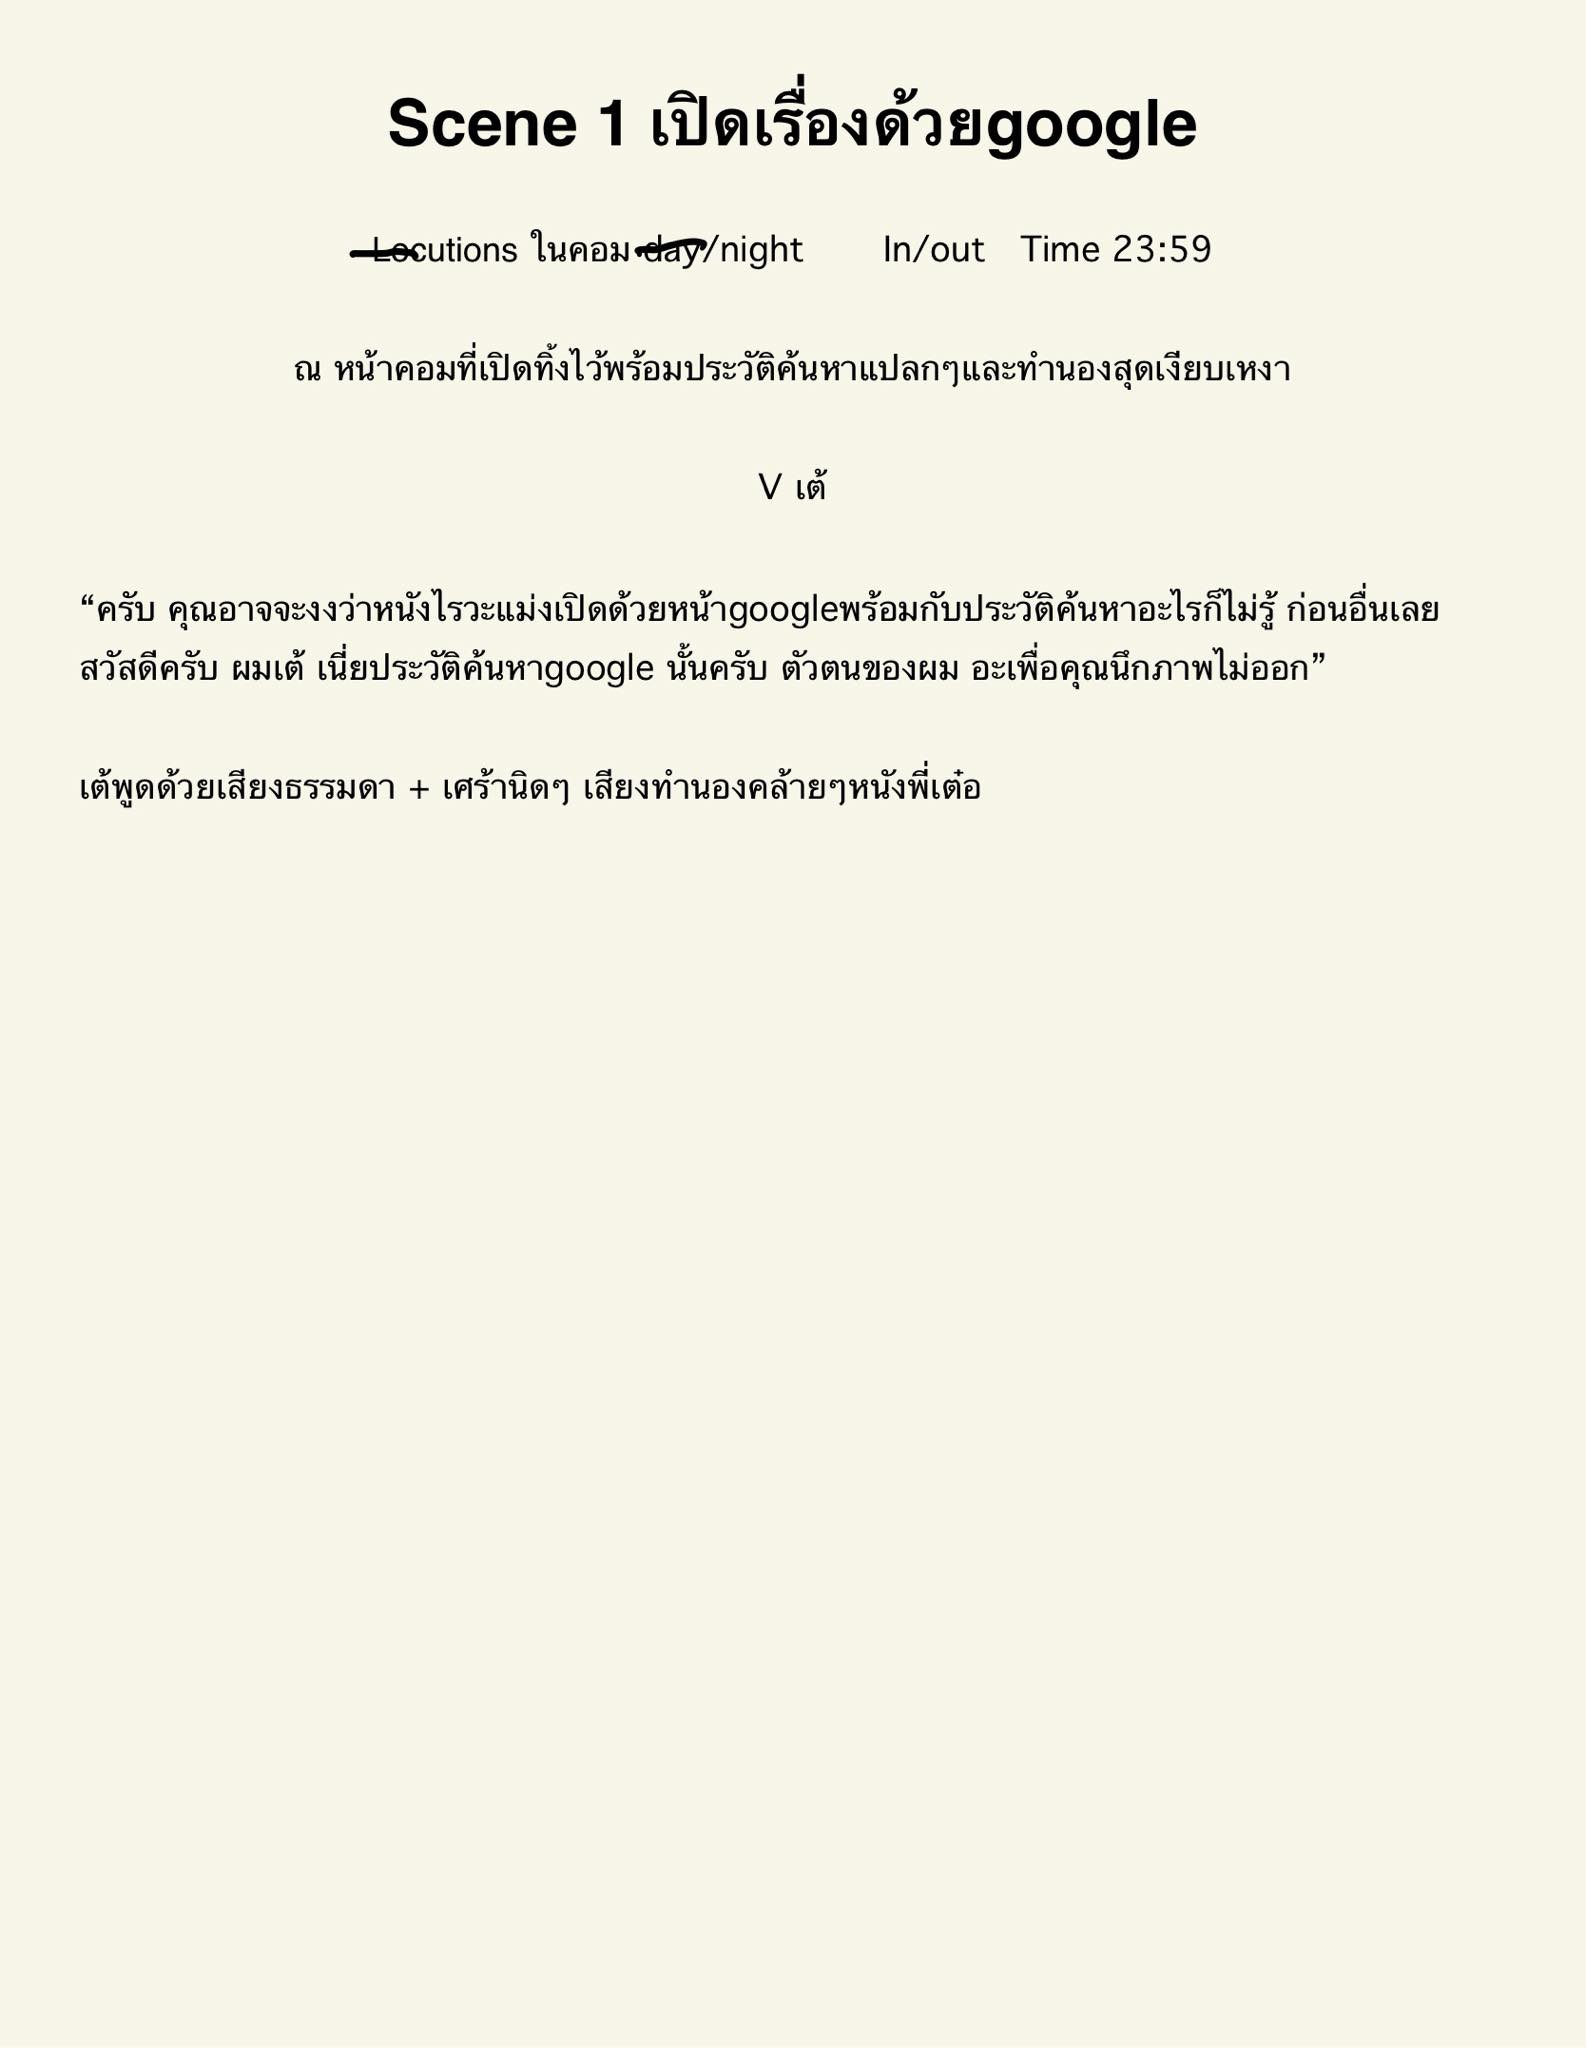 Scene 1 เปิดเรื่องด้วยgoogle
Locutions ในคอม day/night In/out Time 23:59
ณ หน้าคอมที่เปิดทิ้งไว้พร้อมประวัติค้นหาแปลกๆและทำนองสุดเงียบเหงา
V เต้
“ครับ คุณอาจจะงงว่าหนังไรวะแม่งเปิดด้วยหน้าgoogleพร้อมกับประวัติค้นหาอะไรก็ไม่รู้ ก่อนอื่นเลย
สวัสดีครับ ผมเต้ เนี่ยประวัติค้นหาgoogle นั้นครับ ตัวตนของผม อะเพื่อคุณนึกภาพไม่ออก”
เต้พูดด้วยเสียงธรรมดา + เศร้านิดๆ เสียงทำนองคล้ายๆหนังพี่เต๋อ